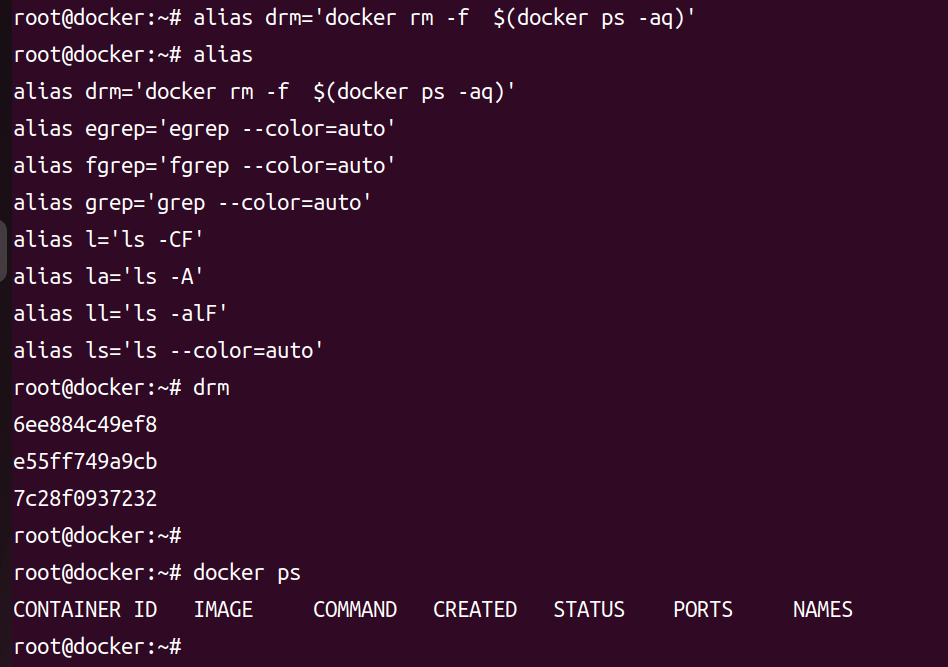 root@docker:~# alias drm='docker rm -f  $(docker ps -aq)'
root@docker:~# alias
alias drm='docker rm -f  $(docker ps -aq)'
alias egrep='egrep --color=auto'
alias fgrep='fgrep --color=auto'
alias grep='grep --color=auto'
alias l='ls -CF'
alias la='ls -A'
alias ll='ls -alF'
alias ls='ls --color=auto'
root@docker:~# drm
6ee884c49ef8
e55ff749a9cb
7c28f0937232
root@docker:~#
root@docker:~# docker ps
CONTAINER ID   IMAGE     COMMAND   CREATED   STATUS    PORTS     NAMES
root@docker:~#